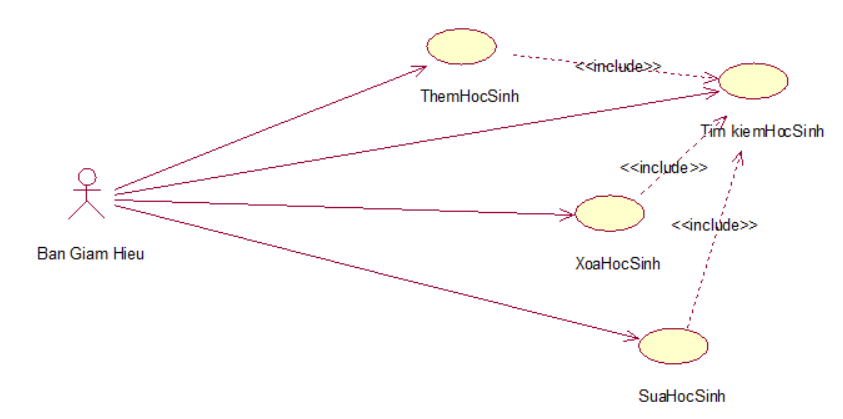 <<include>>
ThemHocSinh
Tim kiemHocSinh
<<include>>
<<include>>
Ban Giam Hieu
XoaHocSinh
SuaHocSinh